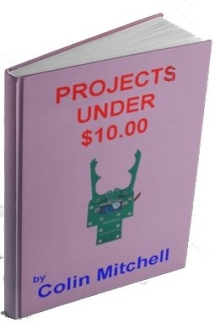 PROJECTS
UNDER
$10.00
by
Colin Mitchell